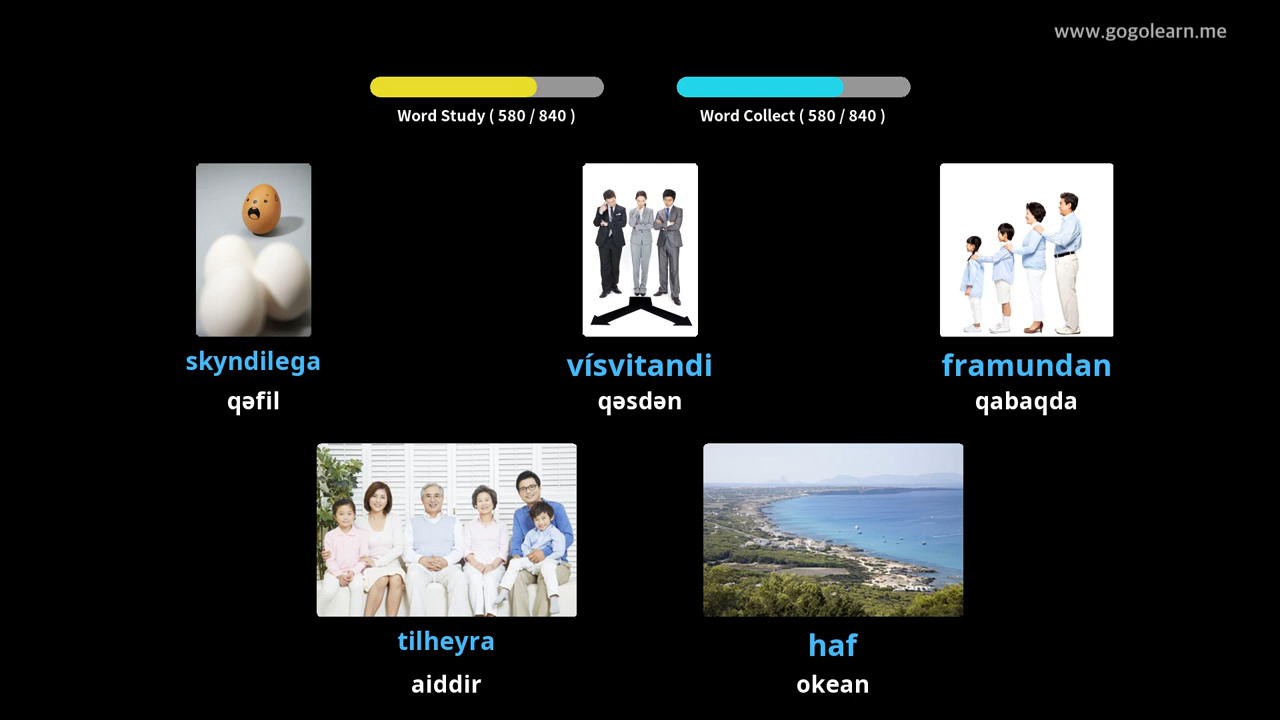 www.gogolearn.me
Word Study ( 580 / 840 )
Word Collect ( 580 / 840 )
skyndilega
qəfil
vísvitandi
qəsdən
framundan
qabaqda
tilheyra
aiddir
haf
okean